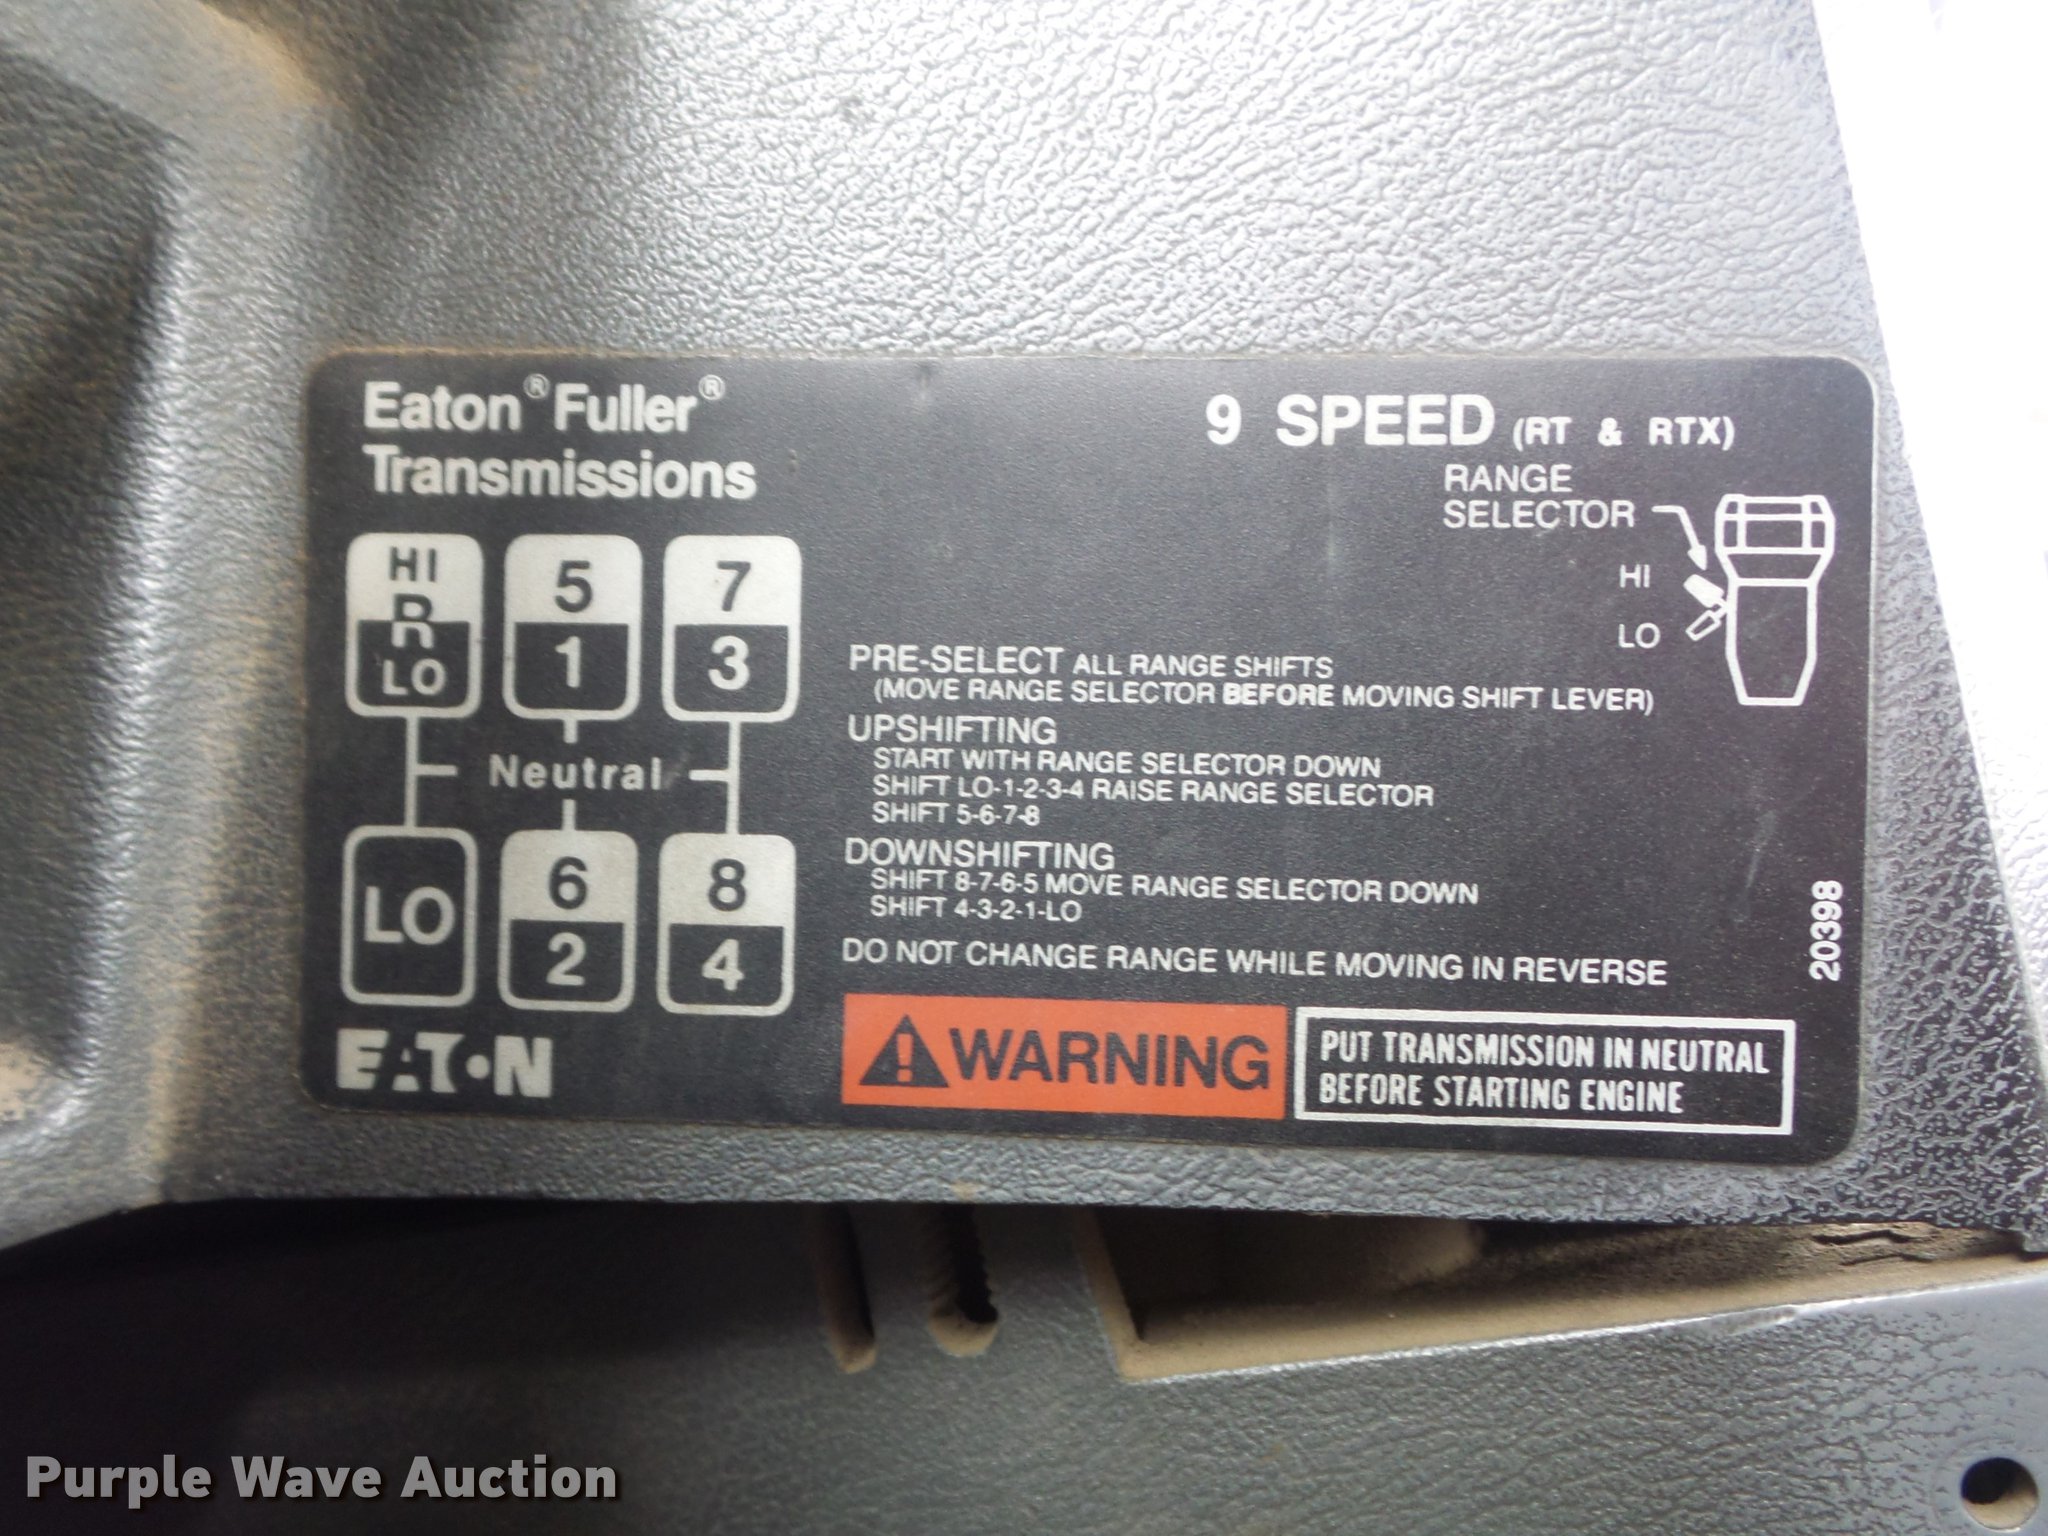 Eaton® Fuller®
Transmissions
9 SPEED (RT & RTX)
RANGE
SELECTOR
HI
LO
HI
R
LO
5
1
7
3
Neutral
LO
6
2
8
4
EATON
PRE-SELECT ALL RANGE SHIFTS
(MOVE RANGE SELECTOR BEFORE MOVING SHIFT LEVER)
UPSHIFTING
START WITH RANGE SELECTOR DOWN
SHIFT LO-1-2-3-4 RAISE RANGE SELECTOR
SHIFT 5-6-7-8
DOWNSHIFTING
SHIFT 8-7-6-5 MOVE RANGE SELECTOR DOWN
SHIFT 4-3-2-1-LO
DO NOT CHANGE RANGE WHILE MOVING IN REVERSE
20398
WARNING
PUT TRANSMISSION IN NEUTRAL
BEFORE STARTING ENGINE
Purple Wave Auction